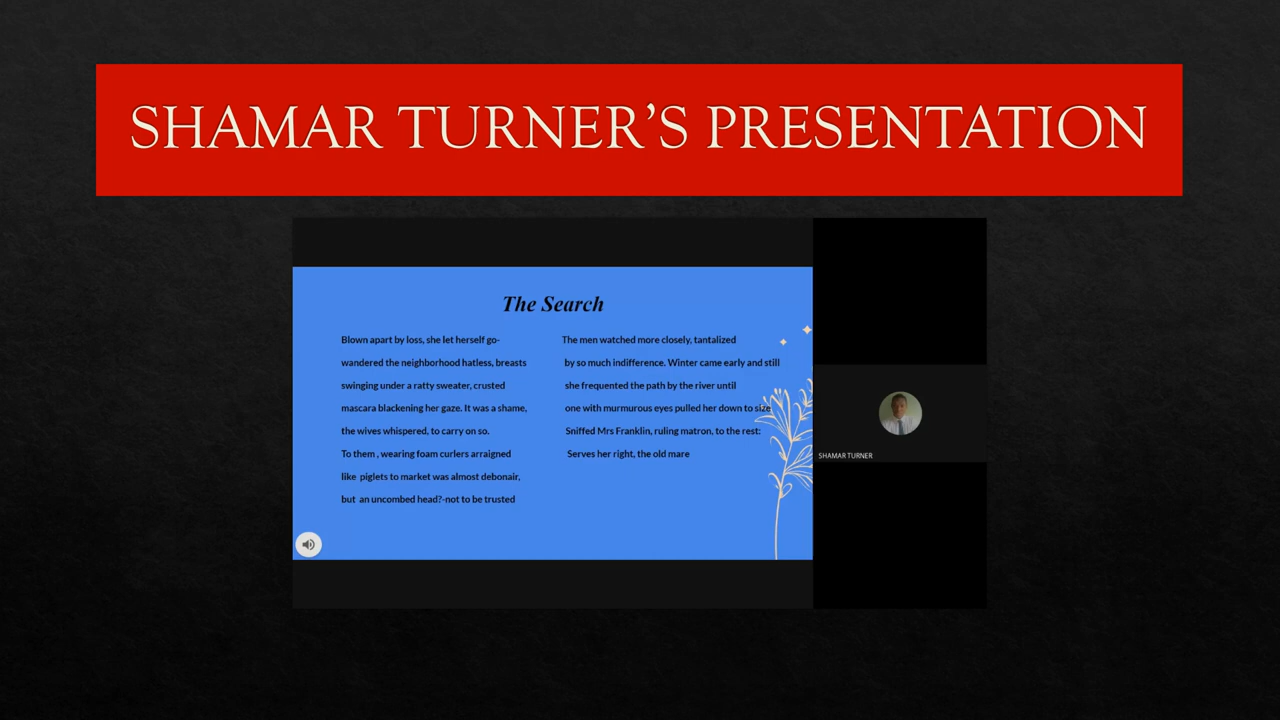 SHAMAR TURNER’S PRESENTATION
The Search
Blown apart by loss, she let herself go-
wandered the neighborhood hatless, breasts
swinging under a ratty sweater, crusted
mascara blackening her gaze. It was a shame,
the wives whispered, to carry on so.
To them , wearing foam curlers arraigned
like piglets to market was almost debonair,
but an uncombed head?-not to be trusted
The men watched more closely, tantalized
by so much indifference. Winter came early and still
she frequented the path by the river until
one with murmurous eyes pulled her down to size
Sniffed Mrs Franklin, ruling matron, to the rest:
Serves her right, the old mare
SHAMAR TURNER